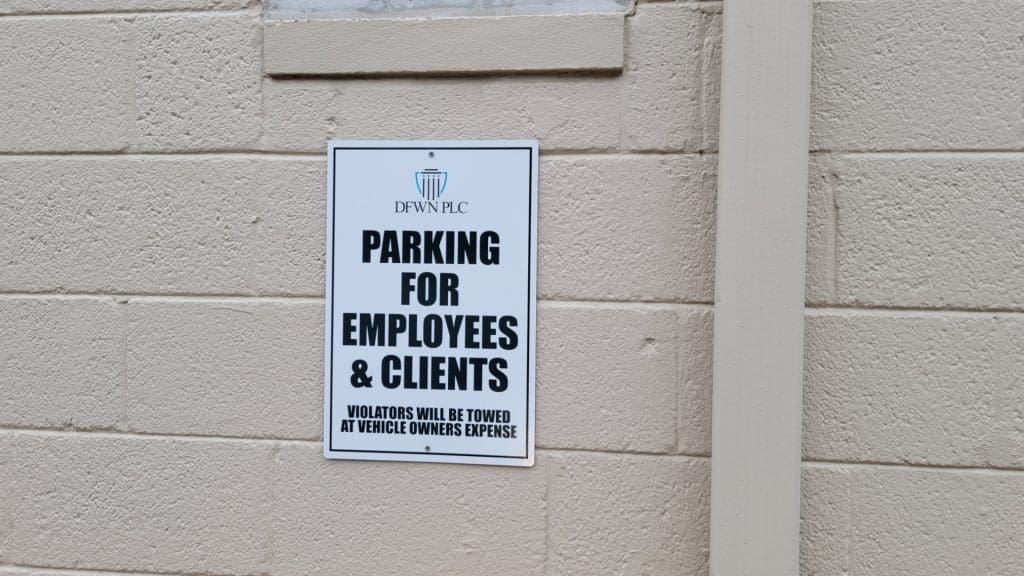 DFWN PLC
PARKING
FOR
EMPLOYEES
& CLIENTS
VIOLATORS WILL BE TOWED
AT VEHICLE OWNERS EXPENSE